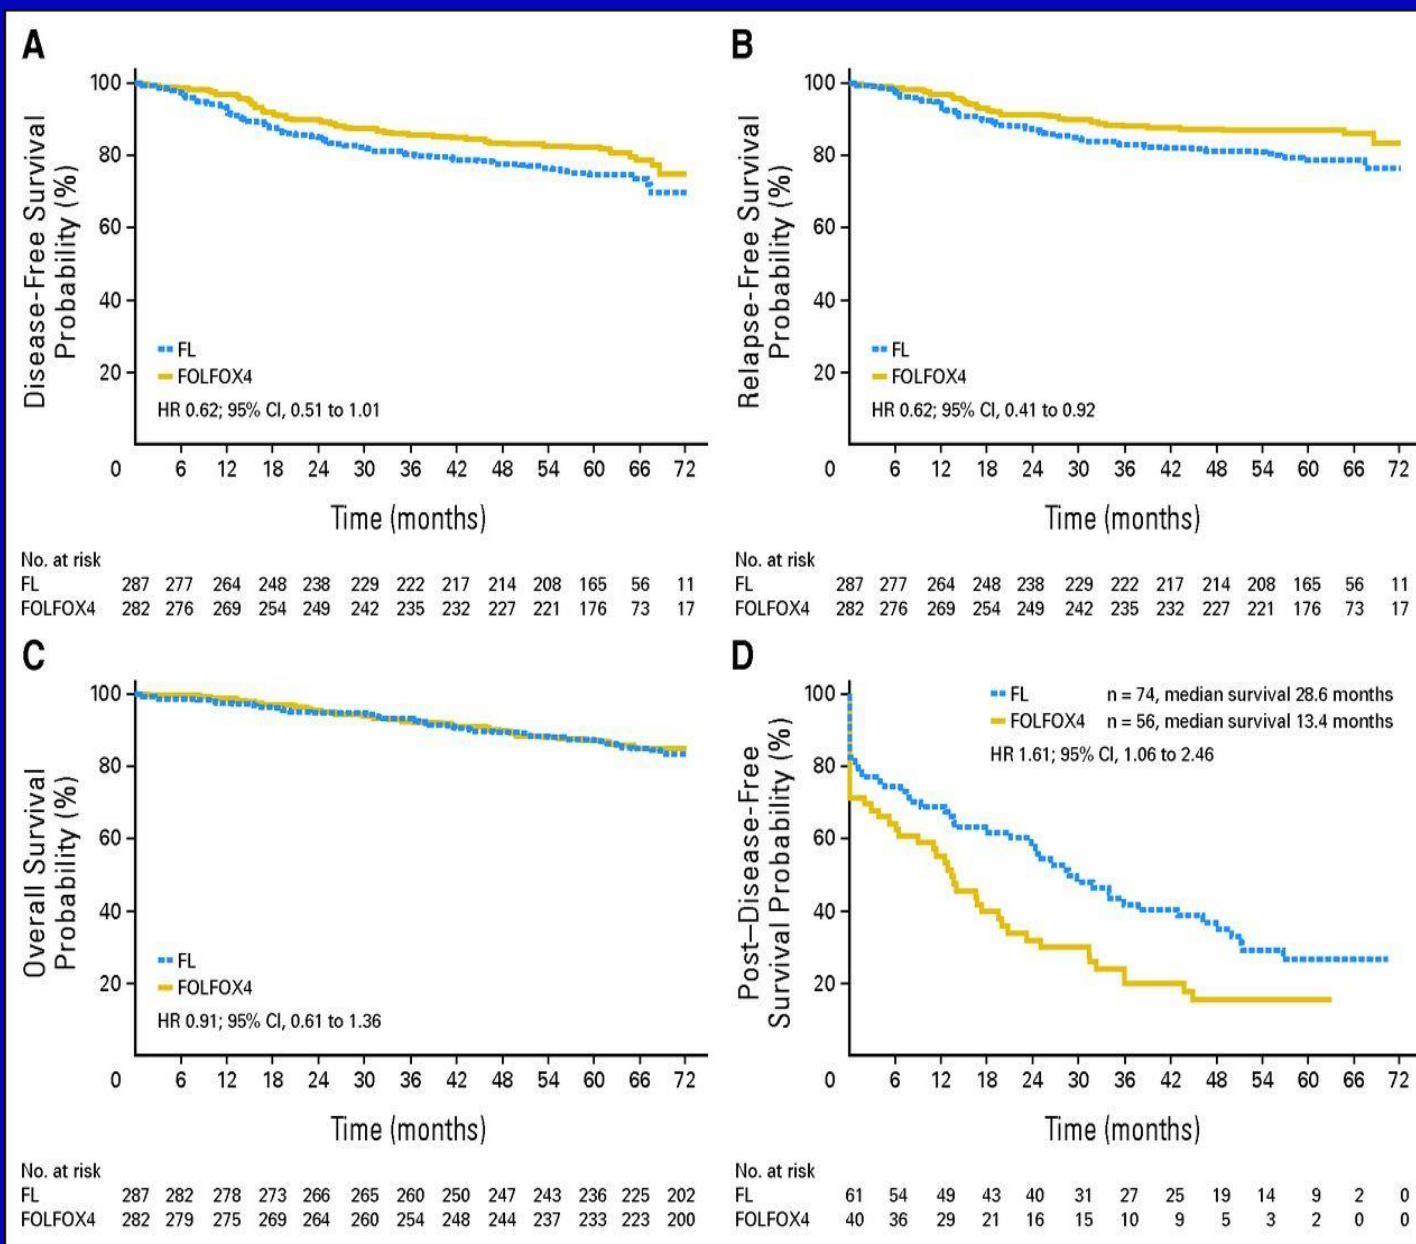 A
Disease-Free Survival
Probability (%)
100
80
60
40
20
FL
FOLFOX4
HR 0.62; 95% CI, 0.51 to 1.01
0 6 12 18 24 30 36 42 48 54 60 66 72
Time (months)
No. at risk
FL 287 277 264 248 238 229 222 217 214 208 165 56 11
FOLFOX4 282 276 269 254 249 242 235 232 227 221 176 73 17
B
Relapse-Free Survival
Probability (%)
100
80
60
40
20
FL
FOLFOX4
HR 0.62; 95% CI, 0.41 to 0.92
0 6 12 18 24 30 36 42 48 54 60 66 72
Time (months)
No. at risk
FL 287 277 264 248 238 229 222 217 214 208 165 56 11
FOLFOX4 282 276 269 254 249 242 235 232 227 221 176 73 17
C
Overall Survival
Probability (%)
100
80
60
40
20
FL
FOLFOX4
HR 0.91; 95% CI, 0.61 to 1.36
0 6 12 18 24 30 36 42 48 54 60 66 72
Time (months)
No. at risk
FL 287 282 278 273 266 265 260 250 247 243 236 225 202
FOLFOX4 282 279 275 269 264 260 254 248 244 237 233 223 200
D
Post–Disease-Free
Survival Probability (%)
100
80
60
40
20
FL n = 74, median survival 28.6 months
FOLFOX4 n = 56, median survival 13.4 months
HR 1.61; 95% CI, 1.06 to 2.46
0 6 12 18 24 30 36 42 48 54 60 66 72
Time (months)
No. at risk
FL 61 54 49 43 40 31 27 25 19 14 9 2 0
FOLFOX4 40 36 29 21 16 15 10 9 5 3 2 0 0